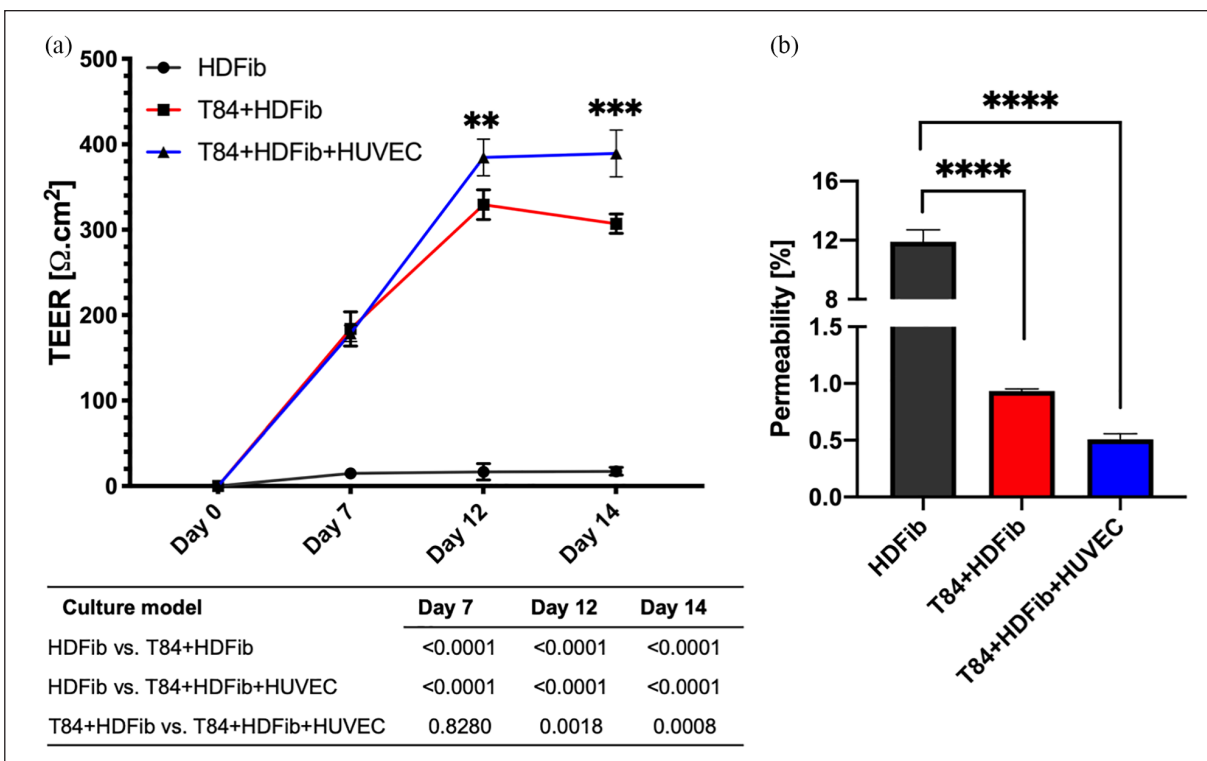 (a)
TEER [Ω.cm²]
500
400
300
200
100
0
HDFib
T84+HDFib
T84+HDFib+HUVEC
**
***
Day 0
Day 7
Day 12
Day 14
Culture model Day 7 Day 12 Day 14
HDFib vs. T84+HDFib <0.0001 <0.0001 <0.0001
HDFib vs. T84+HDFib+HUVEC <0.0001 <0.0001 <0.0001
T84+HDFib vs. T84+HDFib+HUVEC 0.8280 0.0018 0.0008
(b)
****
****
Permeability [%]
16
12
8
1.5
1.0
0.5
0.0
HDFib
T84+HDFib
T84+HDFib+HUVEC